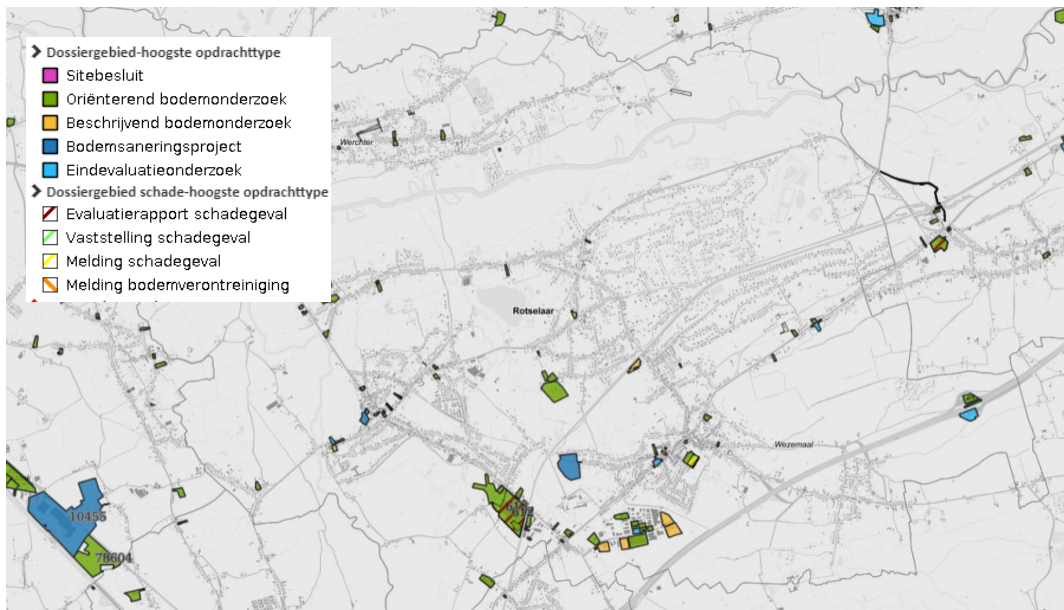 Dossiergebied-hoogste opdrachttype
Sitebesluit
Oriënterend bodemonderzoek
Beschrijvend bodemonderzoek
Bodemsaneringsproject
Eindevaluatieonderzoek
Dossiergebied schade-hoogste opdrachttype
Evaluatierapport schadegeval
Vaststelling schadegeval
Melding schadegeval
Melding bodemverontreiniging
Werchter
Rotselaar
Wezemaal
10455
78604